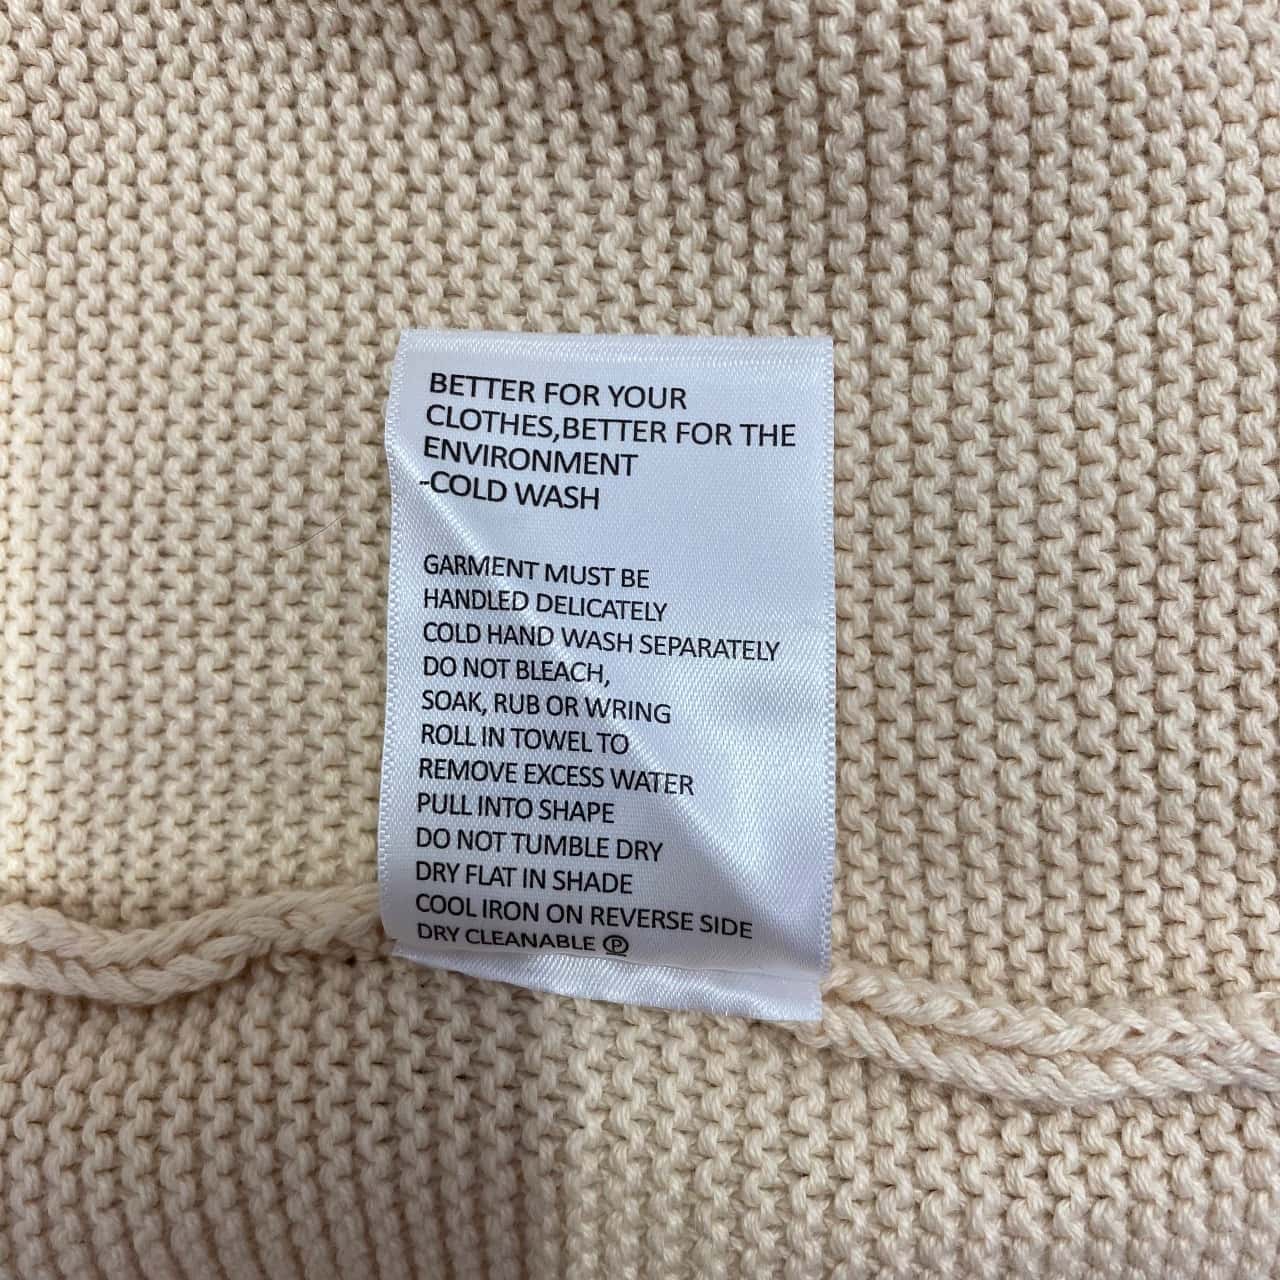 BETTER FOR YOUR
CLOTHES,BETTER FOR THE
ENVIRONMENT
-COLD WASH
GARMENT MUST BE
HANDLED DELICATELY
COLD HAND WASH SEPARATELY
DO NOT BLEACH,
SOAK, RUB OR WRING
ROLL IN TOWEL TO
REMOVE EXCESS WATER
PULL INTO SHAPE
DO NOT TUMBLE DRY
DRY FLAT IN SHADE
COOL IRON ON REVERSE SIDE
DRY CLEANABLE Ⓟ